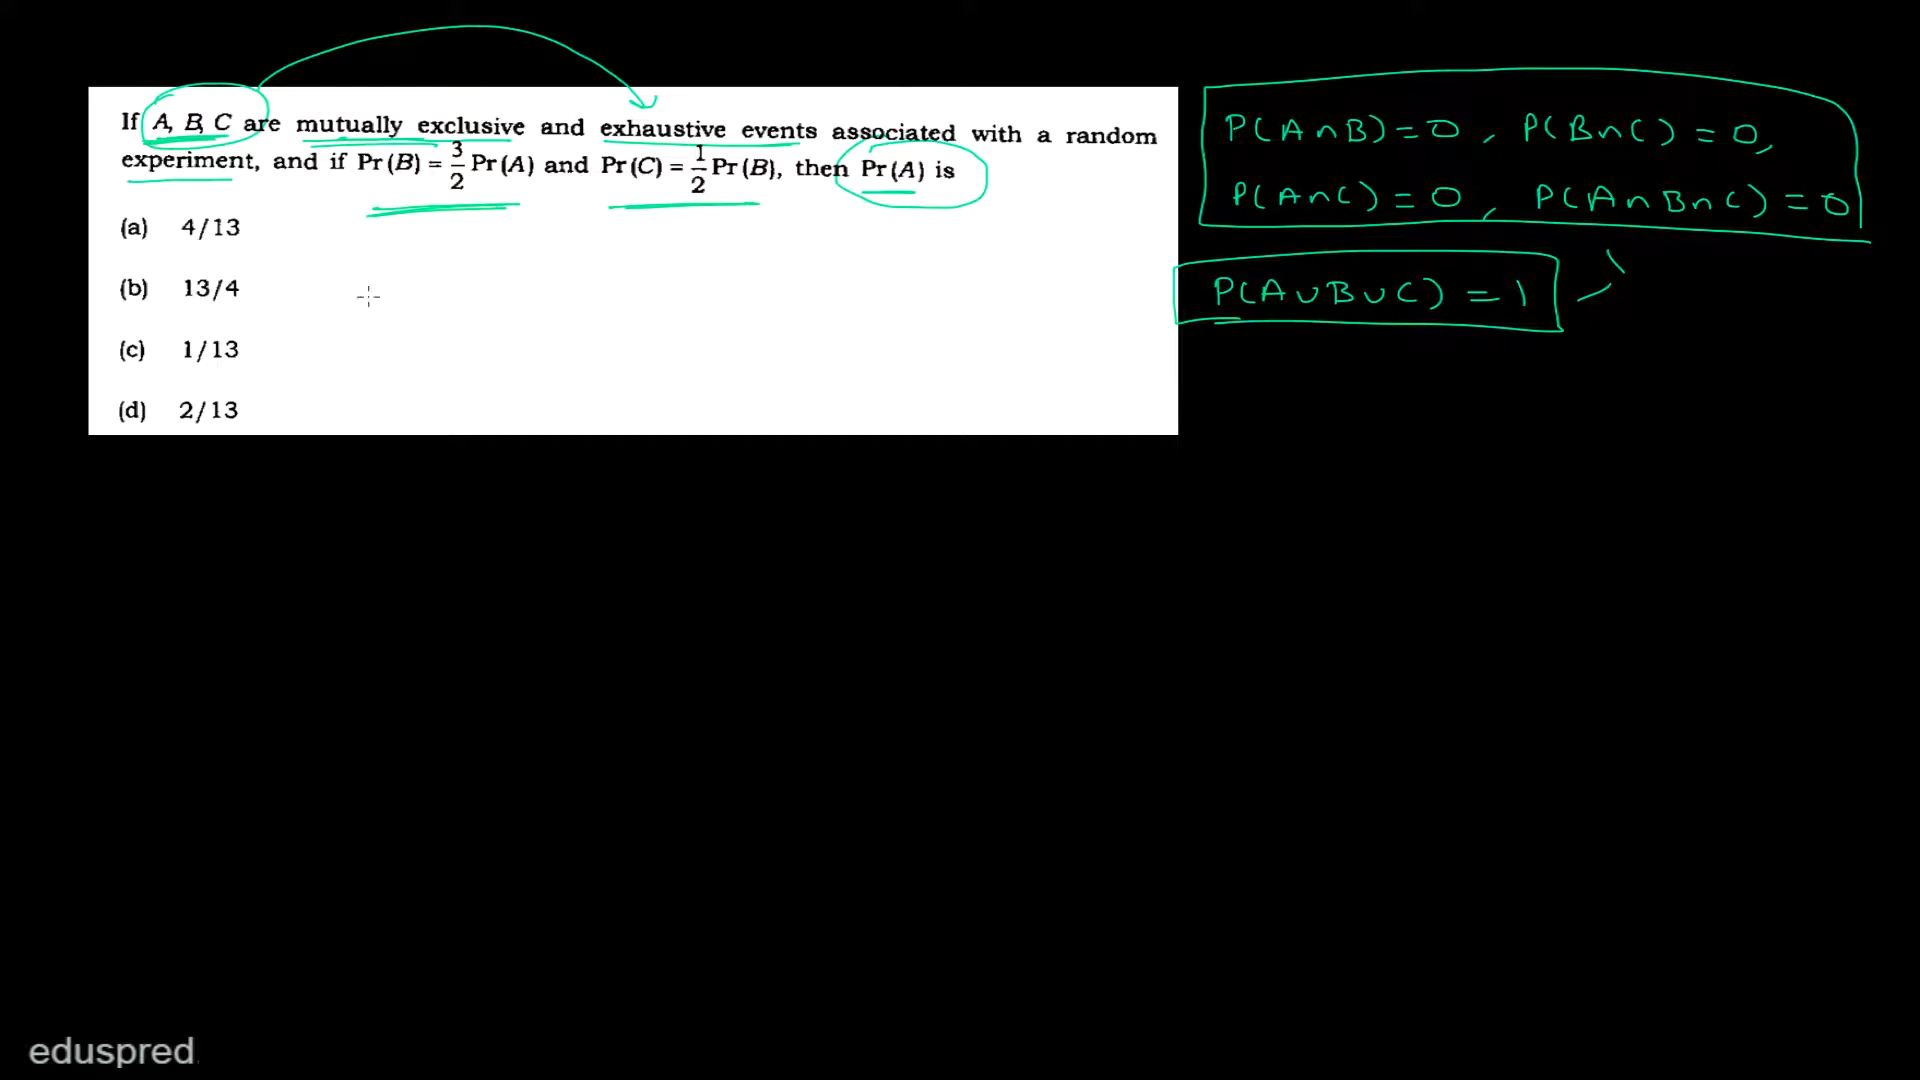 If A, B, C are mutually exclusive and exhaustive events associated with a random
experiment, and if Pr(B) = 3/2 Pr(A) and Pr(C) = 1/2 Pr(B), then Pr(A) is
(a) 4/13
(b) 13/4
(c) 1/13
(d) 2/13
P(A∩B) = 0, P(B∩C) = 0,
P(A∩C) = 0, P(A∩B∩C) = 0
P(A∪B∪C) = 1
eduspred